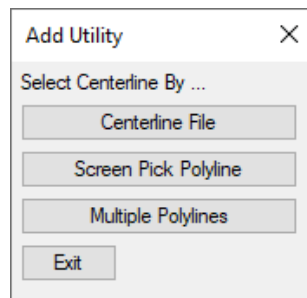 Add Utility
Select Centerline By ...
Centerline File
Screen Pick Polyline
Multiple Polylines
Exit